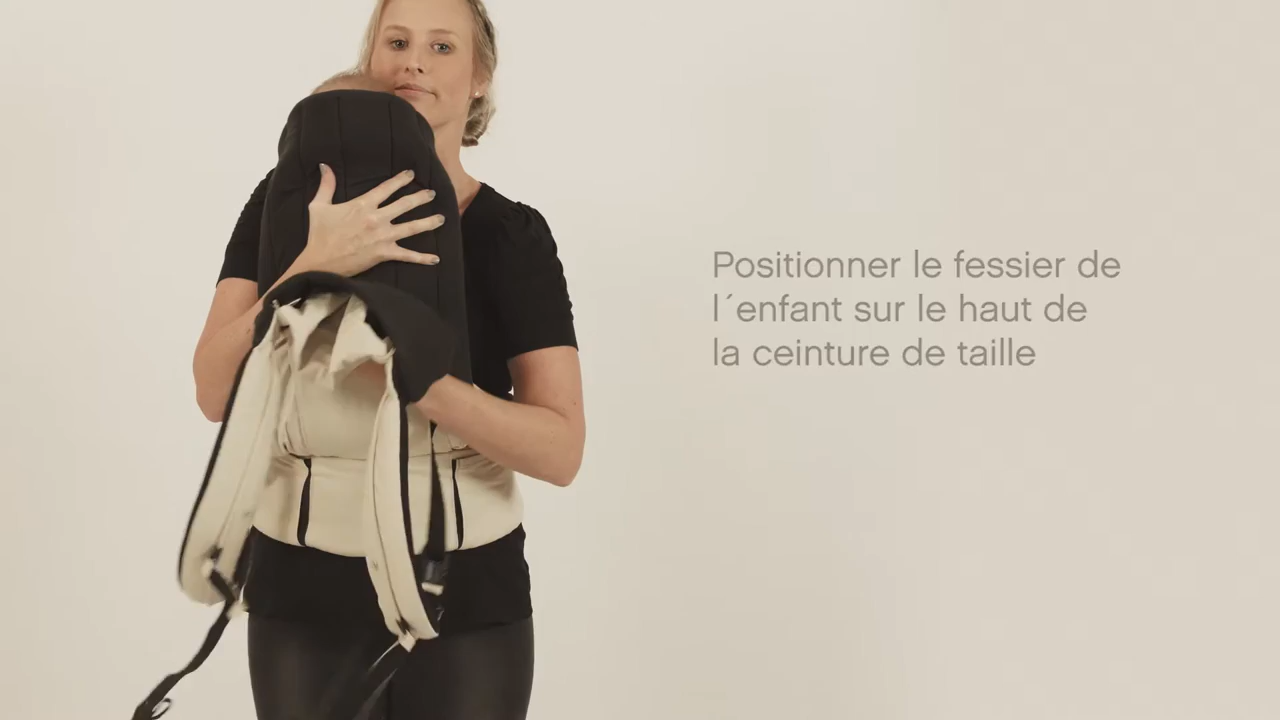 Positionner le fessier de
l´enfant sur le haut de
la ceinture de taille